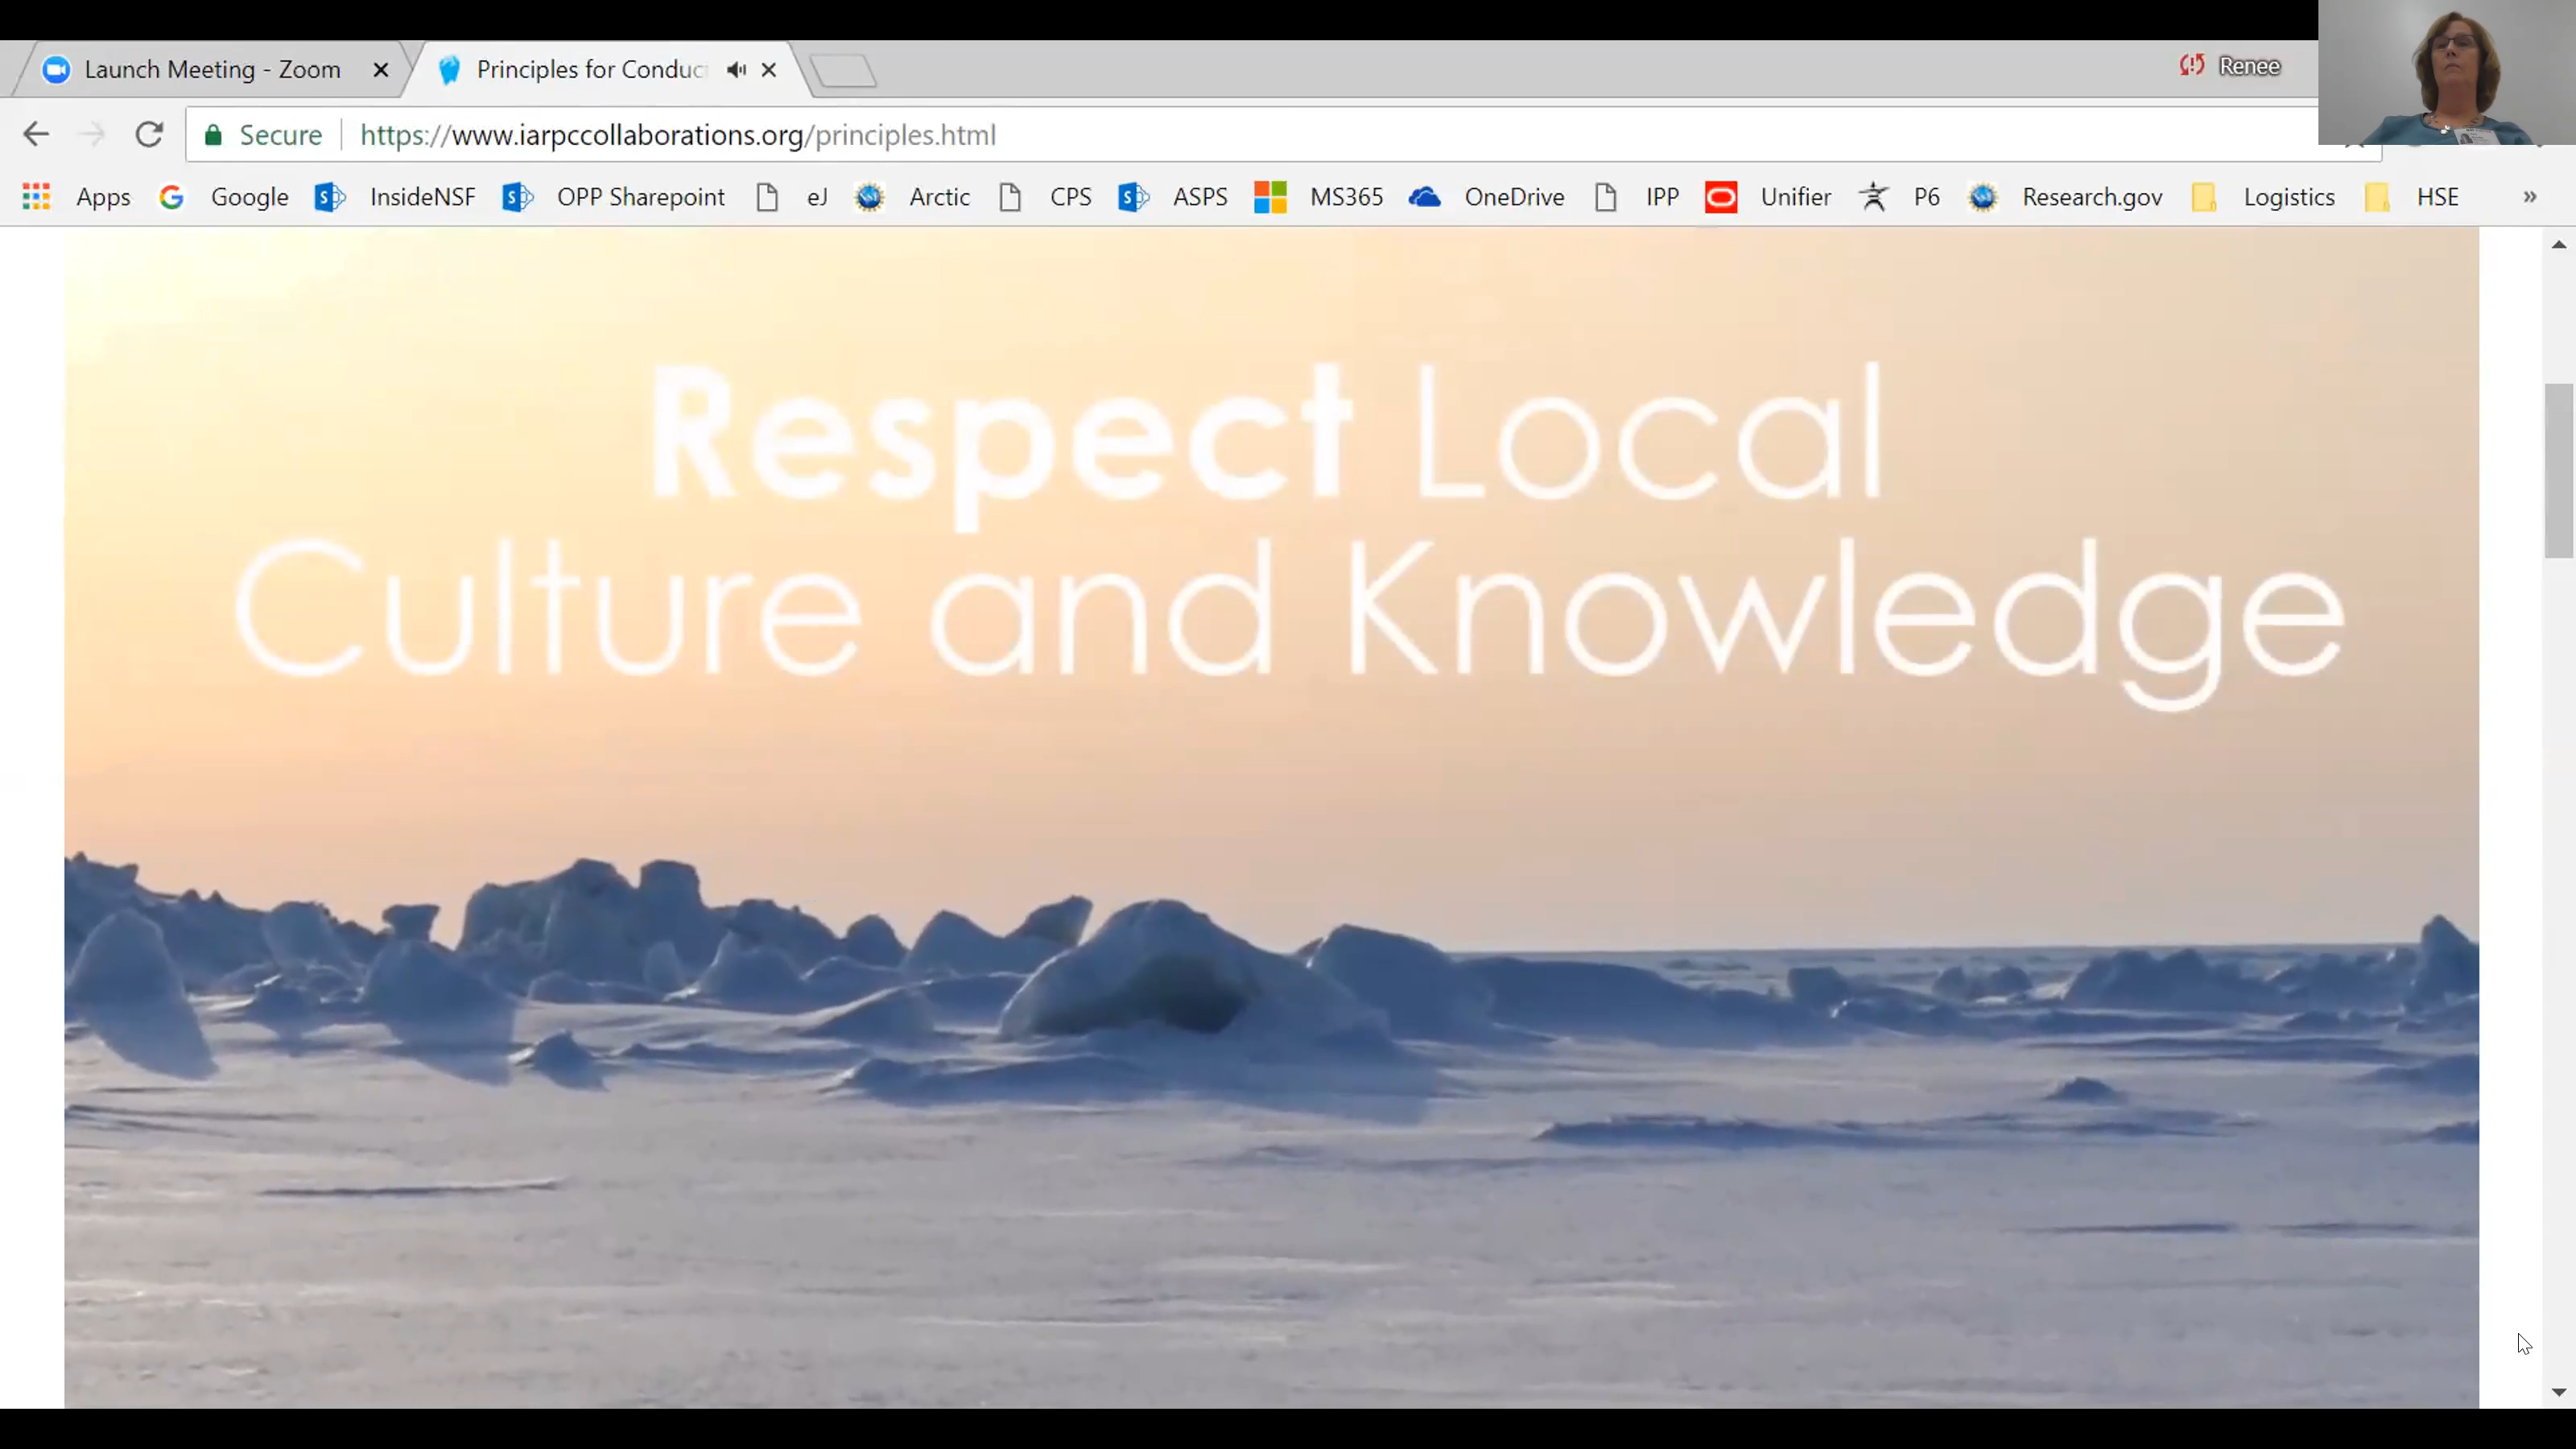 Launch Meeting - Zoom
Principles for Conduc
Renee
Secure
https://www.iarpccollaborations.org/principles.html
Apps Google InsideNSF OPP Sharepoint eJ Arctic CPS ASPS MS365 OneDrive IPP Unifier P6 Research.gov Logistics HSE »
Respect Local
Culture and Knowledge